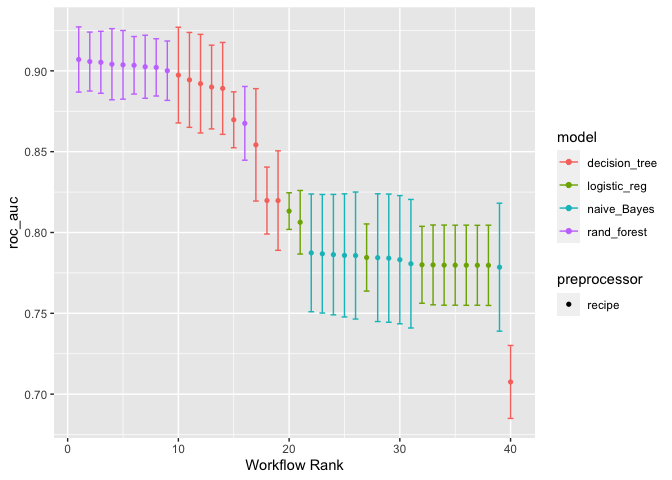 roc_auc
0.90
0.85
0.80
0.75
0.70
0
10
20
30
40
Workflow Rank
model
decision_tree
logistic_reg
naive_Bayes
rand_forest
preprocessor
recipe